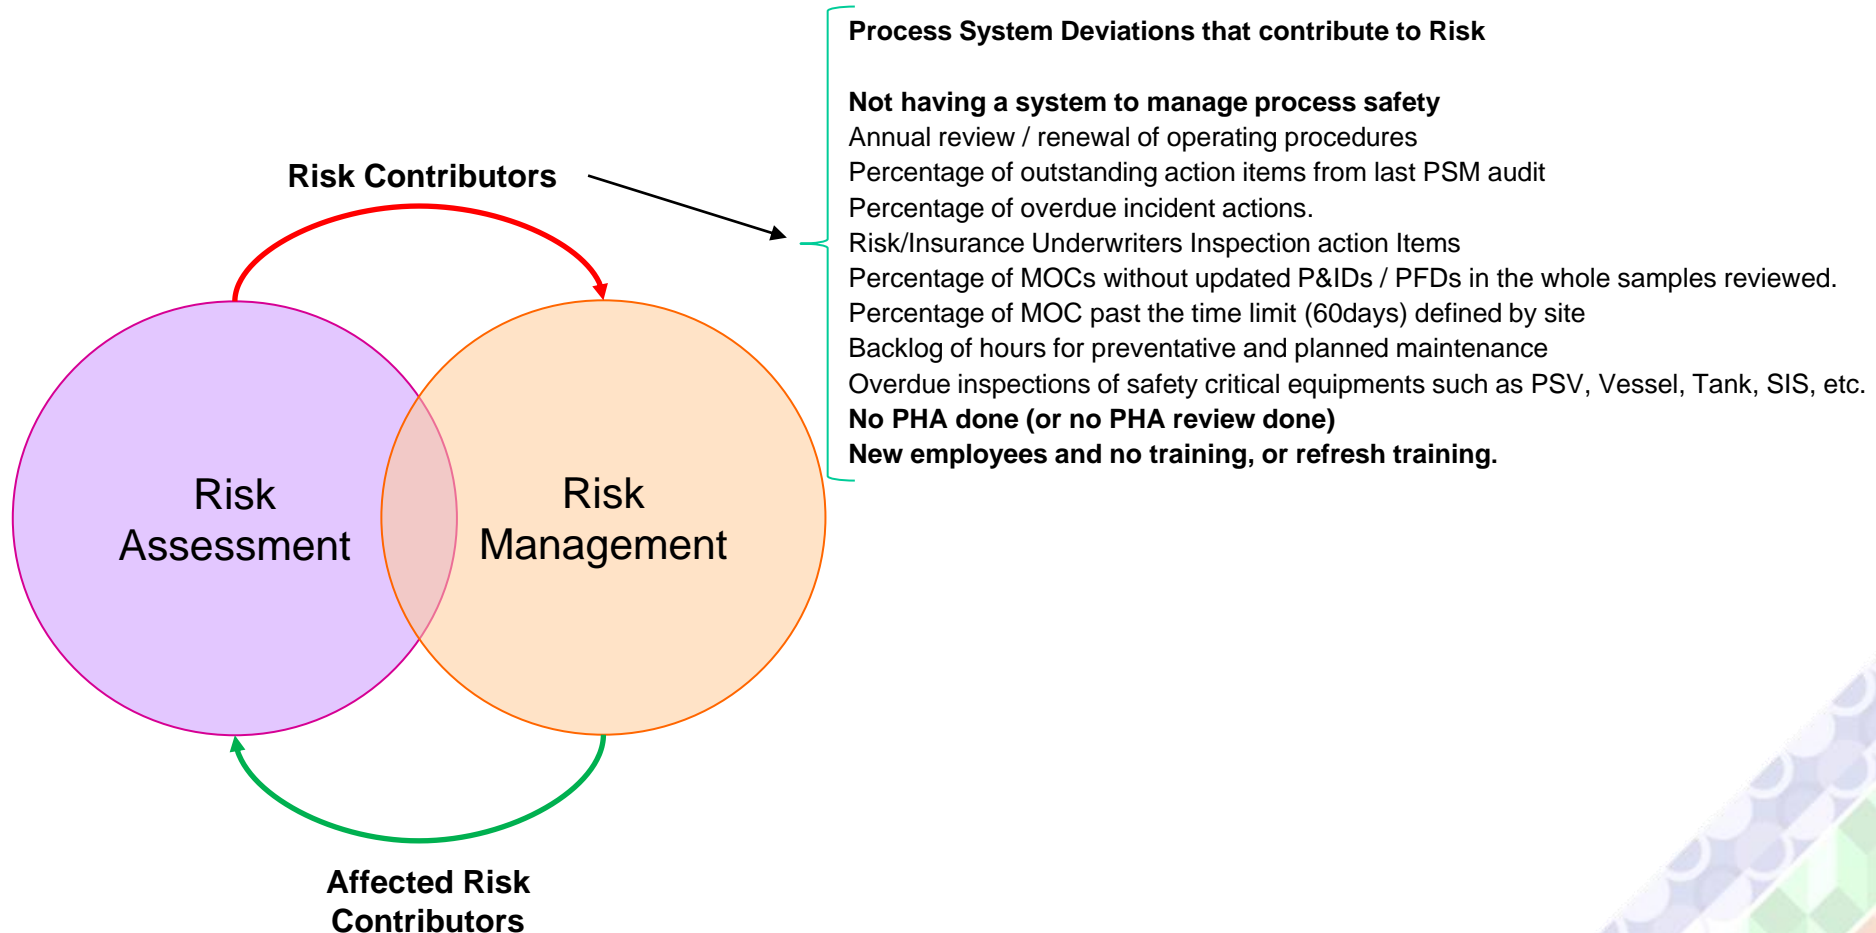 Process System Deviations that contribute to Risk
Not having a system to manage process safety
Annual review / renewal of operating procedures
Percentage of outstanding action items from last PSM audit
Percentage of overdue incident actions.
Risk/Insurance Underwriters Inspection action Items
Percentage of MOCs without updated P&IDs / PFDs in the whole samples reviewed.
Percentage of MOC past the time limit (60days) defined by site
Backlog of hours for preventative and planned maintenance
Overdue inspections of safety critical equipments such as PSV, Vessel, Tank, SIS, etc.
No PHA done (or no PHA review done)
New employees and no training, or refresh training.
Risk Contributors
Risk
Assessment
Risk
Management
Affected Risk
Contributors